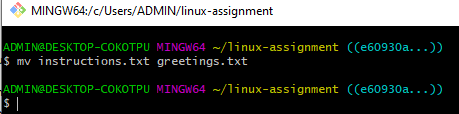 MINGW64:/c/Users/ADMIN/linux-assignment
ADMIN@DESKTOP-COKOTPU MINGW64 ~/linux-assignment ((e60930a...))
$ mv instructions.txt greetings.txt
ADMIN@DESKTOP-COKOTPU MINGW64 ~/linux-assignment ((e60930a...))
$